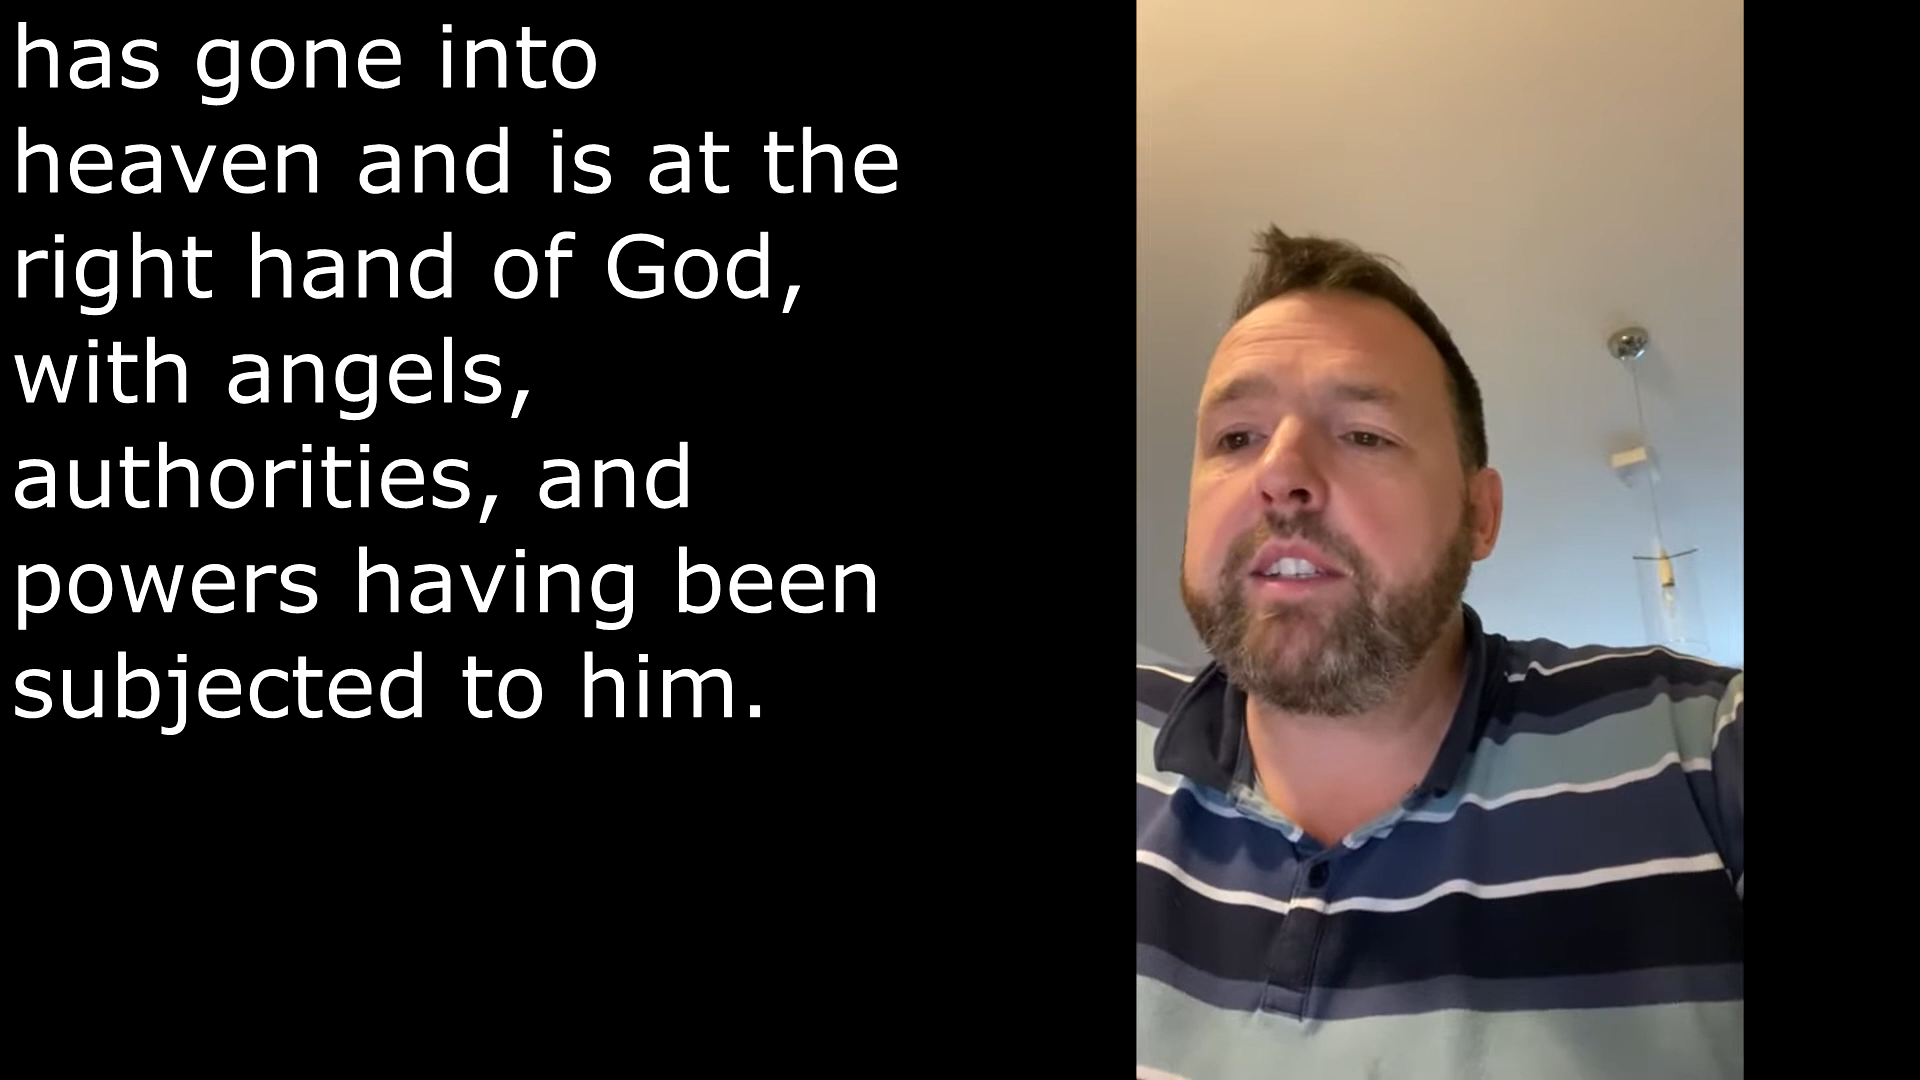 has gone into
heaven and is at the
right hand of God,
with angels,
authorities, and
powers having been
subjected to him.